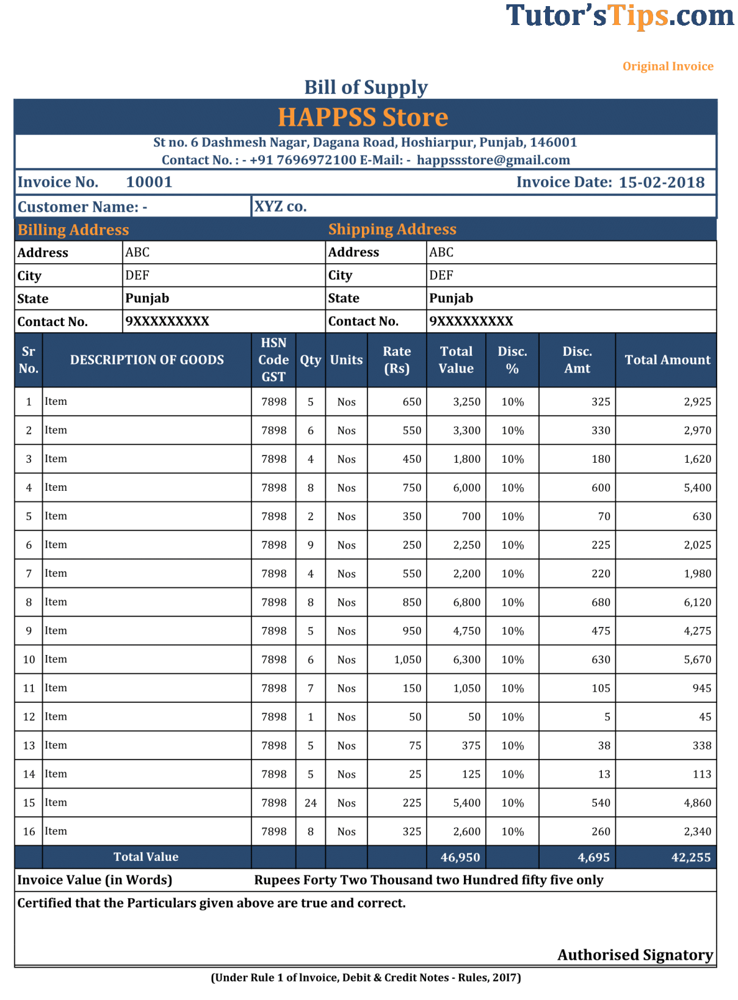 Tutor'sTips.com
Original Invoice
Bill of Supply
HAPPSS Store
St no. 6 Dashmesh Nagar, Dagana Road, Hoshiarpur, Punjab, 146001
Contact No. : - +91 7696972100 E-Mail: - happssstore@gmail.com
Invoice No. 10001 Invoice Date: 15-02-2018
Customer Name: - XYZ co.
Billing Address Shipping Address
Address ABC Address ABC
City DEF City DEF
State Punjab State Punjab
Contact No. 9XXXXXXXXX Contact No. 9XXXXXXXXX
Sr No. DESCRIPTION OF GOODS HSN Code GST Qty Units Rate (Rs) Total Value Disc. % Disc. Amt Total Amount
1 Item 7898 5 Nos 650 3,250 10% 325 2,925
2 Item 7898 6 Nos 550 3,300 10% 330 2,970
3 Item 7898 4 Nos 450 1,800 10% 180 1,620
4 Item 7898 8 Nos 750 6,000 10% 600 5,400
5 Item 7898 2 Nos 350 700 10% 70 630
6 Item 7898 9 Nos 250 2,250 10% 225 2,025
7 Item 7898 4 Nos 550 2,200 10% 220 1,980
8 Item 7898 8 Nos 850 6,800 10% 680 6,120
9 Item 7898 5 Nos 950 4,750 10% 475 4,275
10 Item 7898 6 Nos 1,050 6,300 10% 630 5,670
11 Item 7898 7 Nos 150 1,050 10% 105 945
12 Item 7898 1 Nos 50 50 10% 5 45
13 Item 7898 5 Nos 75 375 10% 38 338
14 Item 7898 5 Nos 25 125 10% 13 113
15 Item 7898 24 Nos 225 5,400 10% 540 4,860
16 Item 7898 8 Nos 325 2,600 10% 260 2,340
Total Value 46,950 4,695 42,255
Invoice Value (in Words) Rupees Forty Two Thousand two Hundred fifty five only
Certified that the Particulars given above are true and correct.
Authorised Signatory
(Under Rule 1 of lnvoice, Debit & Credit Notes - Rules, 20I7)